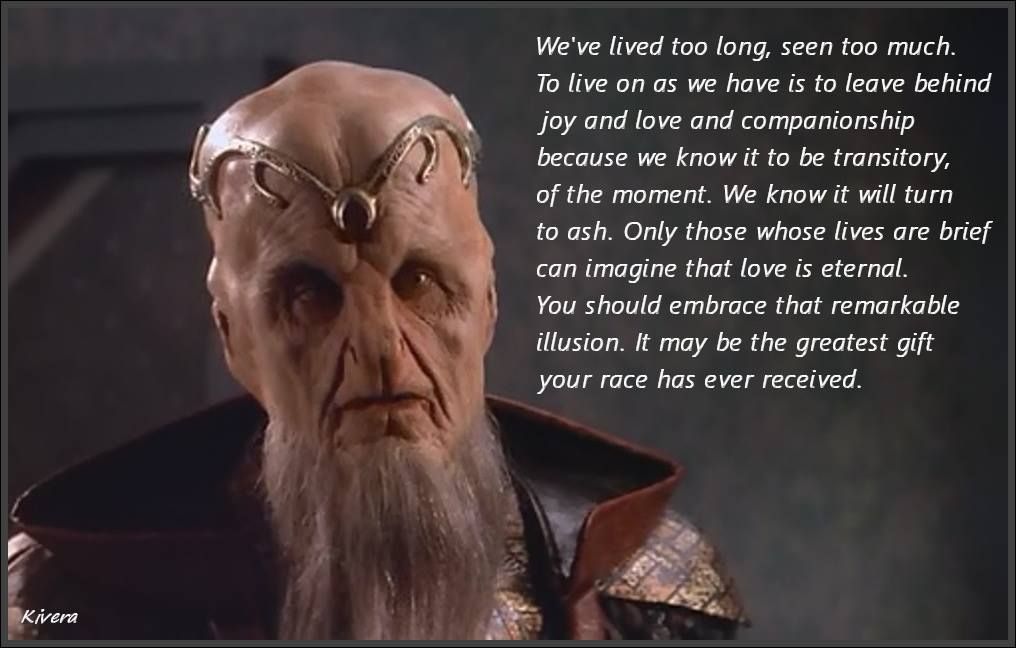 We've lived too long, seen too much.
To live on as we have is to leave behind
joy and love and companionship
because we know it to be transitory,
of the moment. We know it will turn
to ash. Only those whose lives are brief
can imagine that love is eternal.
You should embrace that remarkable
illusion. It may be the greatest gift
your race has ever received.
Kivera